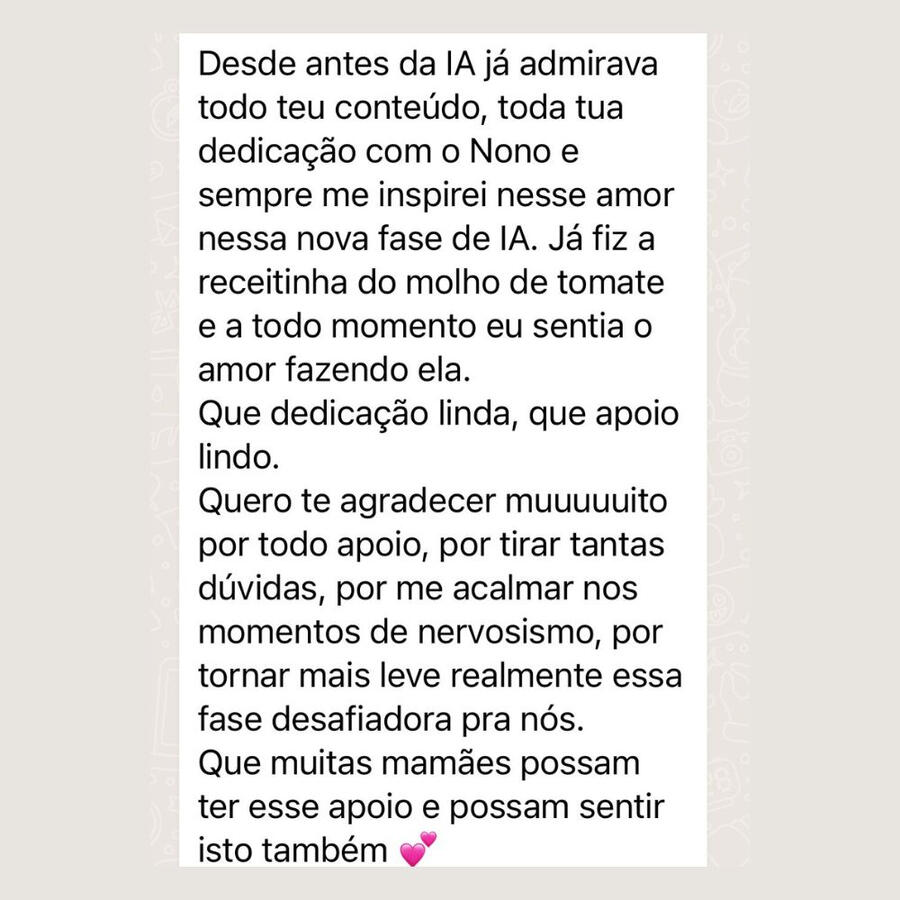 Desde antes da IA já admirava
todo teu conteúdo, toda tua
dedicação com o Nono e
sempre me inspirei nesse amor
nessa nova fase de IA. Já fiz a
receitinha do molho de tomate
e a todo momento eu sentia o
amor fazendo ela.
Que dedicação linda, que apoio
lindo.
Quero te agradecer muuuuuito
por todo apoio, por tirar tantas
dúvidas, por me acalmar nos
momentos de nervosismo, por
tornar mais leve realmente essa
fase desafiadora pra nós.
Que muitas mamães possam
ter esse apoio e possam sentir
isto também 💕